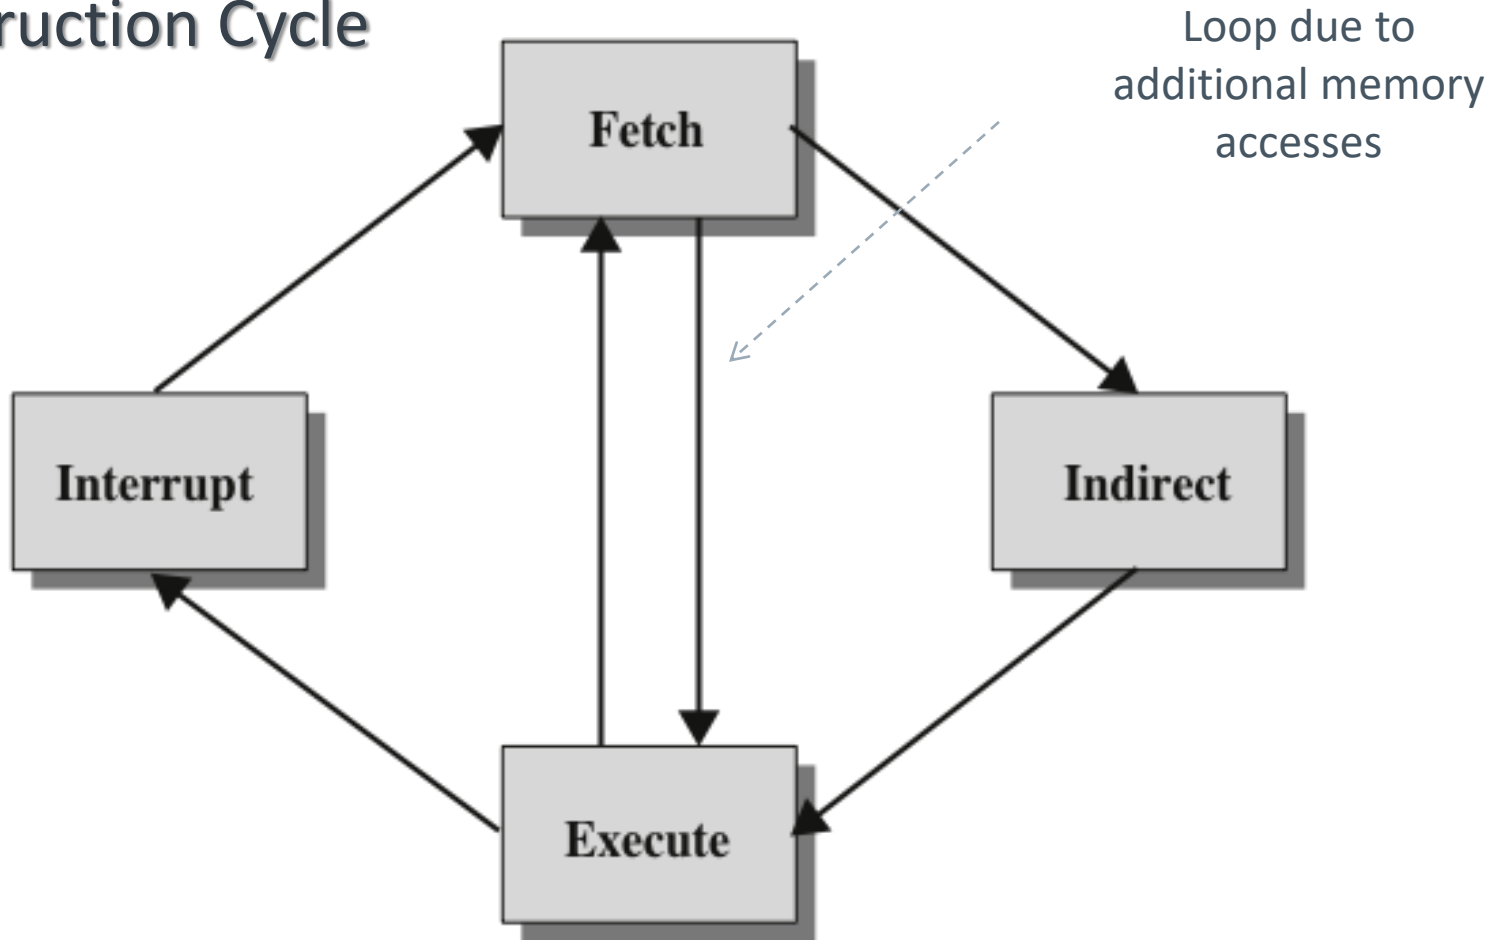 ruction Cycle
Loop due to
additional memory
accesses
Fetch
Interrupt
Indirect
Execute